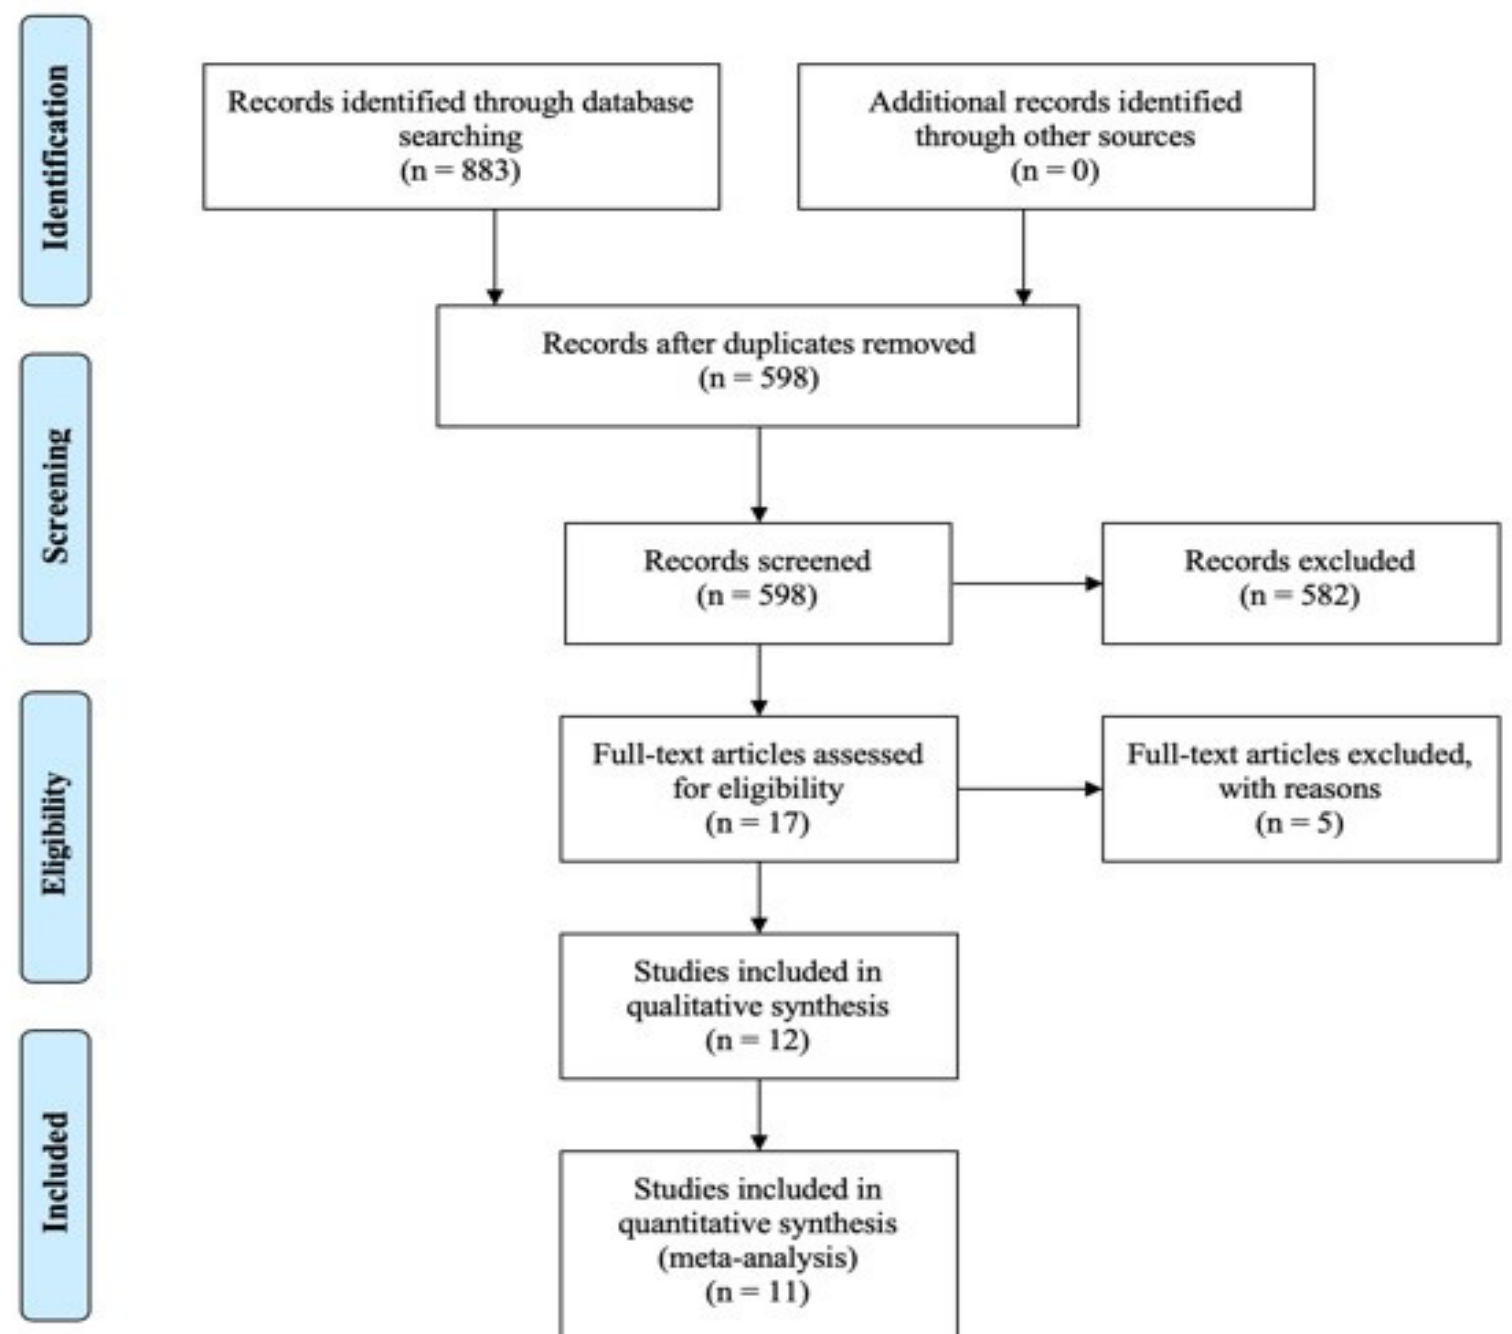 Identification
Records identified through database
searching
(n = 883)
Additional records identified
through other sources
(n = 0)
Records after duplicates removed
(n = 598)
Screening
Records screened
(n = 598)
Records excluded
(n = 582)
Eligibility
Full-text articles assessed
for eligibility
(n = 17)
Full-text articles excluded,
with reasons
(n = 5)
Studies included in
qualitative synthesis
(n = 12)
Included
Studies included in
quantitative synthesis
(meta-analysis)
(n = 11)